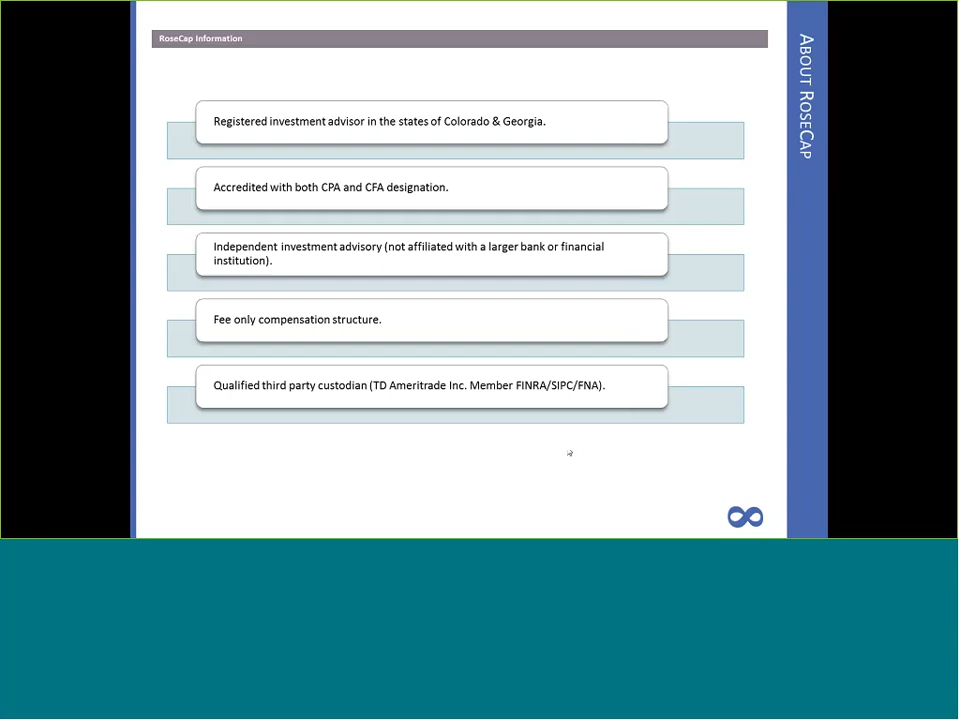 RoseCap Information
Registered investment advisor in the states of Colorado & Georgia.
Accredited with both CPA and CFA designation.
Independent investment advisory (not affiliated with a larger bank or financial
institution).
Fee only compensation structure.
Qualified third party custodian (TD Ameritrade Inc. Member FINRA/SIPC/FNA).
ABOUT ROSECAP
8